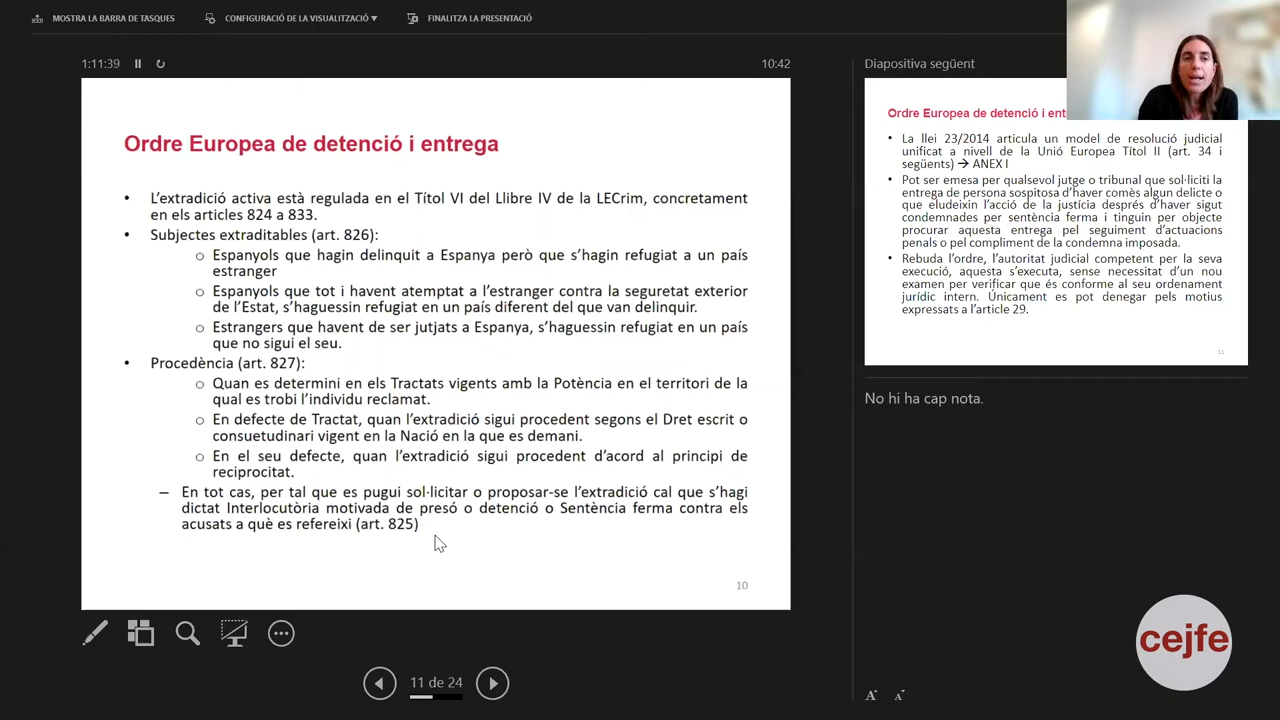 MOSTRA LA BARRA DE TASQUES
CONFIGURACIÓ DE LA VISUALITZACIÓ ▾
FINALITZA LA PRESENTACIÓ
1:11:39
10:42
Ordre Europea de detenció i entrega
• L’extradició activa està regulada en el Títol VI del Llibre IV de la LECrim, concretament
en els articles 824 a 833.
• Subjectes extraditables (art. 826):
o Espanyols que hagin delinquit a Espanya però que s’hagin refugiat a un país
estranger
o Espanyols que tot i havent atemptat a l’estranger contra la seguretat exterior
de l’Estat, s’haguessin refugiat en un país diferent del que van delinquir.
o Estrangers que havent de ser jutjats a Espanya, s’haguessin refugiat en un país
que no sigui el seu.
• Procedència (art. 827):
o Quan es determini en els Tractats vigents amb la Potència en el territori de la
qual es trobi l’individu reclamat.
o En defecte de Tractat, quan l’extradició sigui procedent segons el Dret escrit o
consuetudinari vigent en la Nació en la que es demani.
o En el seu defecte, quan l’extradició sigui procedent d’acord al principi de
reciprocitat.
– En tot cas, per tal que es pugui sol·licitar o proposar-se l’extradició cal que s’hagi
dictat Interlocutòria motivada de presó o detenció o Sentència ferma contra els
acusats a què es refereixi (art. 825)
10
11 de 24
Diapositiva següent
Ordre Europea de detenció i ent
• La llei 23/2014 articula un model de resolució judicial
unificat a nivell de la Unió Europea Títol II (art. 34 i
següents) → ANEX I
• Pot ser emesa per qualsevol jutge o tribunal que sol·liciti la
entrega de persona sospitosa d’haver comès algun delicte o
que eludeixin l’acció de la justícia després d’haver sigut
condemnades per sentència ferma i tinguin per objecte
procurar aquesta entrega pel seguiment d’actuacions
penals o pel compliment de la condemna imposada.
• Rebuda l’ordre, l’autoritat judicial competent per la seva
execució, aquesta s’executa, sense necessitat d’un nou
examen per verificar que és conforme al seu ordenament
jurídic intern. Únicament es pot denegar pels motius
expressats a l’article 29.
11
No hi ha cap nota.
cejfe
A A